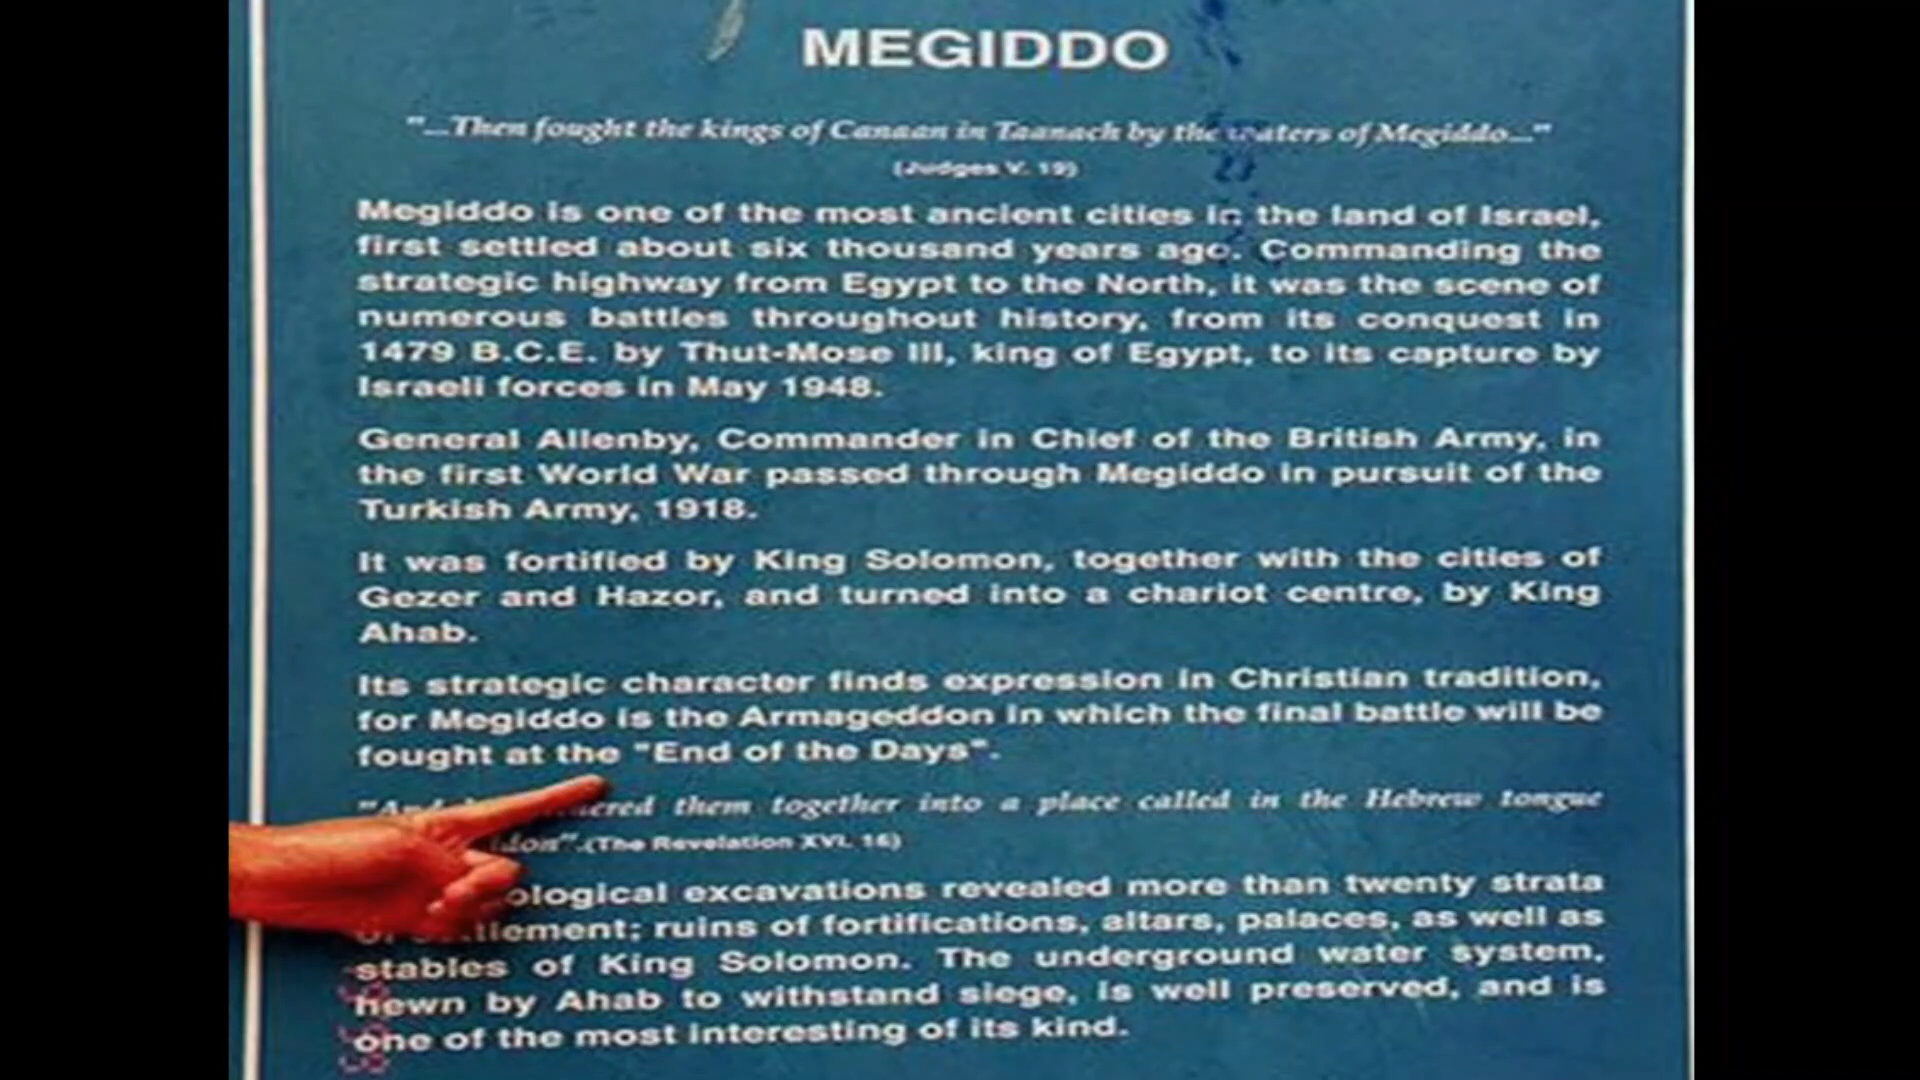 MEGIDDO
"...Then fought the kings of Canaan in Taanach by the waters of Megiddo..."
(Judges V. 19)
Megiddo is one of the most ancient cities in the land of Israel,
first settled about six thousand years ago. Commanding the
strategic highway from Egypt to the North, it was the scene of
numerous battles throughout history, from its conquest in
1479 B.C.E. by Thut-Mose III, king of Egypt, to its capture by
Israeli forces in May 1948.
General Allenby, Commander in Chief of the British Army, in
the first World War passed through Megiddo in pursuit of the
Turkish Army, 1918.
It was fortified by King Solomon, together with the cities of
Gezer and Hazor, and turned into a chariot centre, by King
Ahab.
Its strategic character finds expression in Christian tradition,
for Megiddo is the Armageddon in which the final battle will be
fought at the "End of the Days".
"And them together into a place called in the Hebrew tongue
(The Revelation XVI. 16)
excavations revealed more than twenty strata
ruins of fortifications, altars, palaces, as well as
stables of King Solomon. The underground water system,
hewn by Ahab to withstand siege, is well preserved, and is
one of the most interesting of its kind.